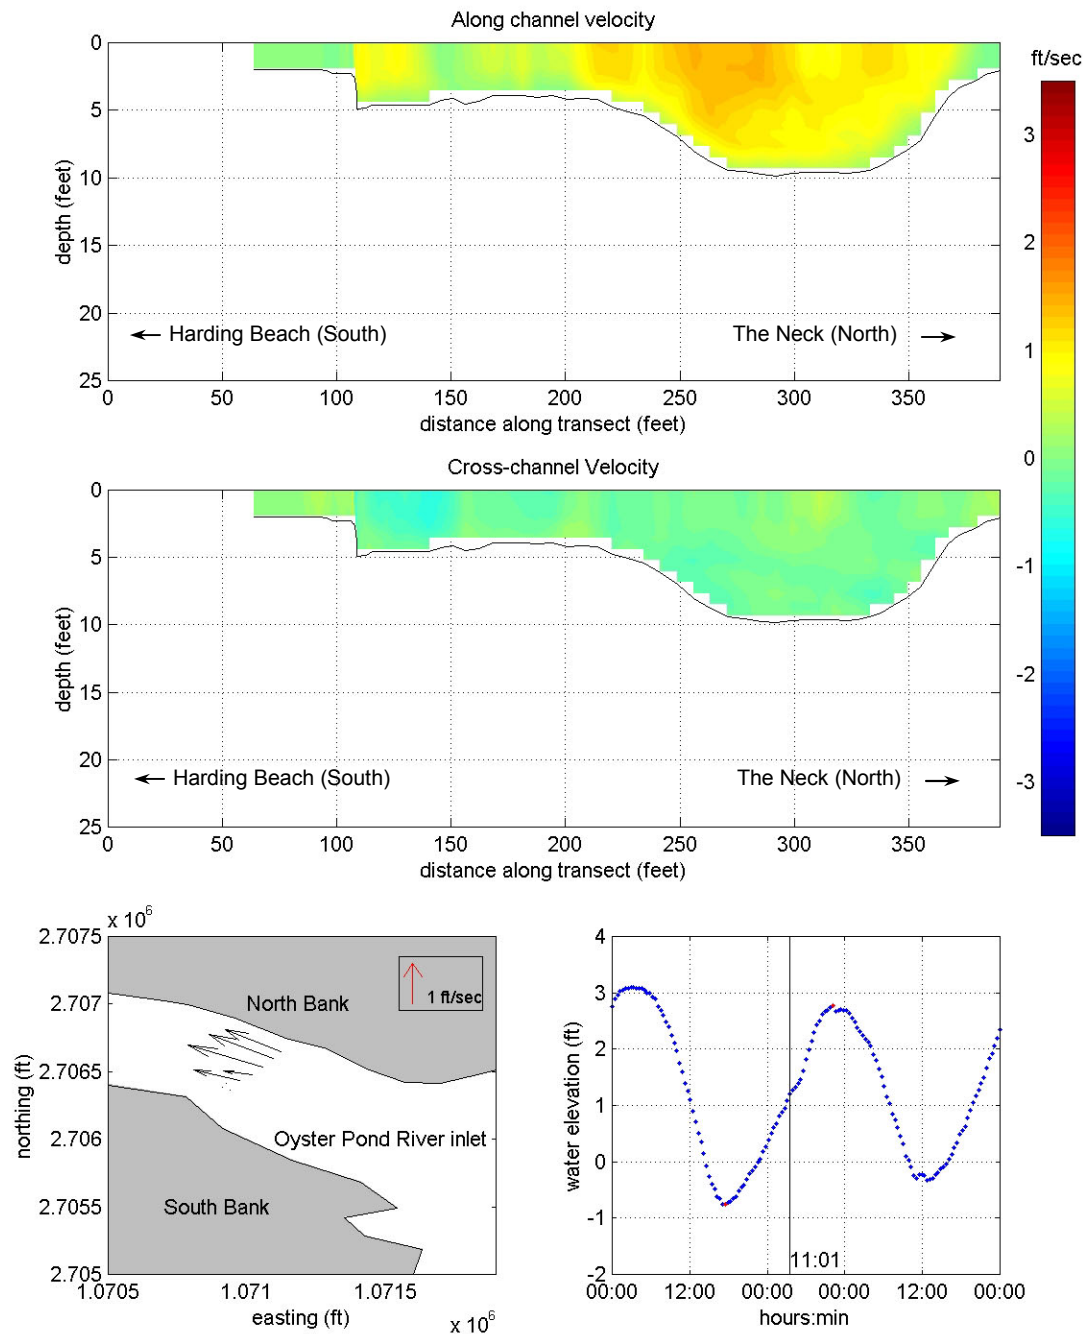 Along channel velocity
ft/sec
0
5
10
15
20
25
depth (feet)
Harding Beach (South)
The Neck (North)
0 50 100 150 200 250 300 350
distance along transect (feet)
3
2
1
0
-1
-2
-3
Cross-channel Velocity
0
5
10
15
20
25
depth (feet)
Harding Beach (South)
The Neck (North)
0 50 100 150 200 250 300 350
distance along transect (feet)
x 10^6
2.7075
2.707
2.7065
2.706
2.7055
2.705
northing (ft)
North Bank
1 ft/sec
Oyster Pond River inlet
South Bank
1.0705 1.071 1.0715
easting (ft)
x 10^6
4
3
2
1
0
-1
-2
water elevation (ft)
11:01
00:00 12:00 00:00 00:00 12:00 00:00
hours:min